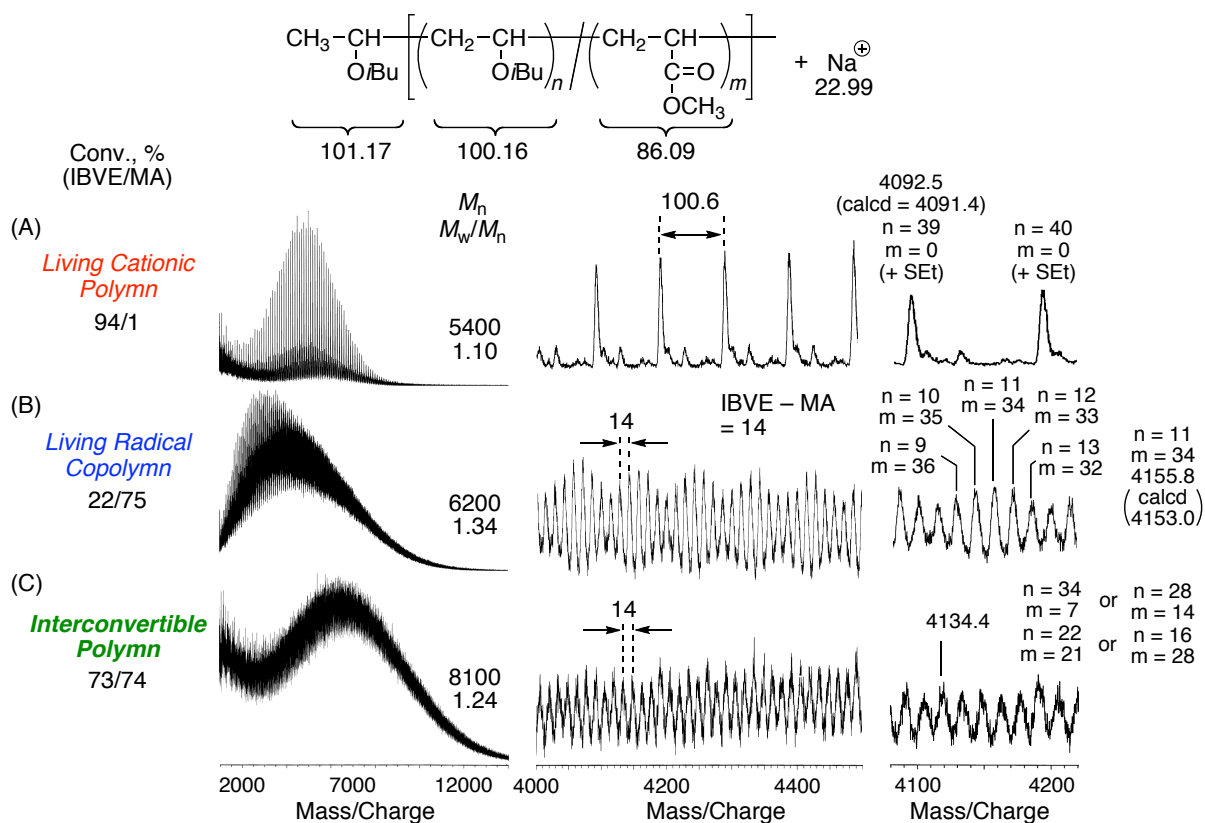 CH3–CH–[(CH2–CH)n/(CH2–CH)m]–
OiBu OiBu C=O
OCH3
+ Na⊕
22.99
101.17 100.16 86.09
Conv., %
(IBVE/MA)
Mn
Mw/Mn
(A)
Living Cationic
Polymn
94/1
5400
1.10
100.6
4092.5
(calcd = 4091.4)
n = 39
m = 0
(+ SEt)
n = 40
m = 0
(+ SEt)
(B)
Living Radical
Copolymn
22/75
6200
1.34
14
IBVE – MA
= 14
n = 9
m = 36
n = 10
m = 35
n = 11
m = 34
n = 12
m = 33
n = 13
m = 32
n = 11
m = 34
4155.8
(calcd
4153.0)
(C)
Interconvertible
Polymn
73/74
8100
1.24
14
4134.4
n = 34
m = 7
or
n = 28
m = 14
n = 22
m = 21
or
n = 16
m = 28
2000 7000 12000
Mass/Charge
4000 4200 4400
Mass/Charge
4100 4200
Mass/Charge